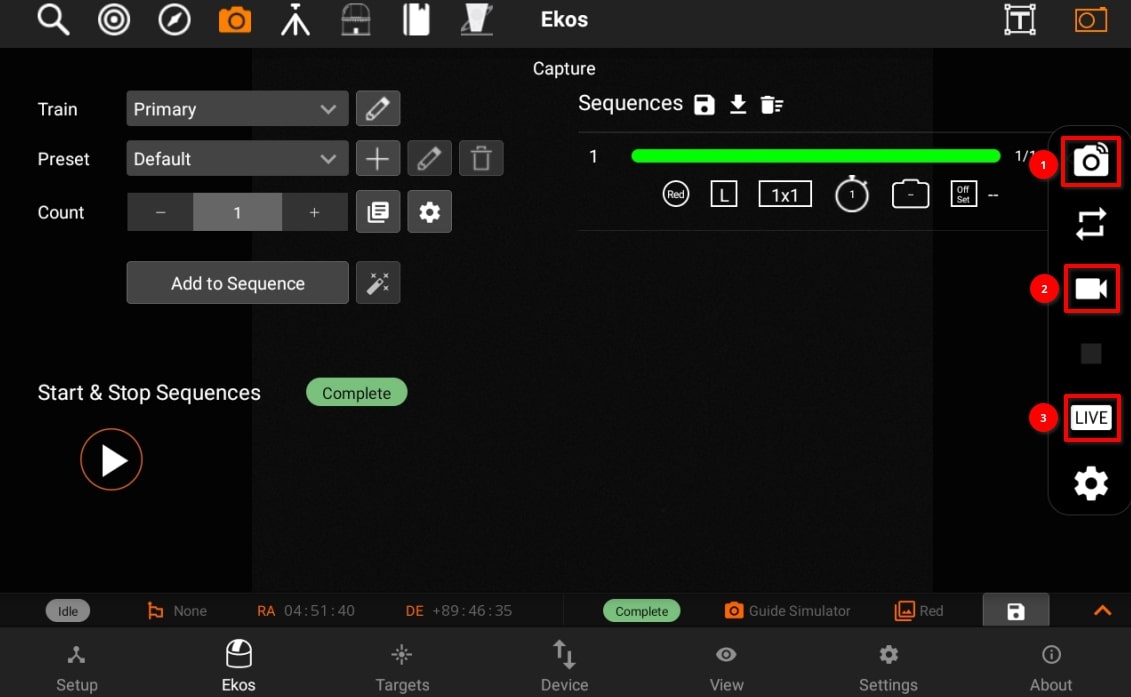 Ekos
T
Capture
Train
Primary
Sequences
Preset
Default
1
1/1
1
Red
L
1x1
1
Off
Set
--
Count
−
1
+
Add to Sequence
2
Start & Stop Sequences
Complete
3
LIVE
Idle
None
RA 04:51:40
DE +89:46:35
Complete
Guide Simulator
Red
Setup
Ekos
Targets
Device
View
Settings
About